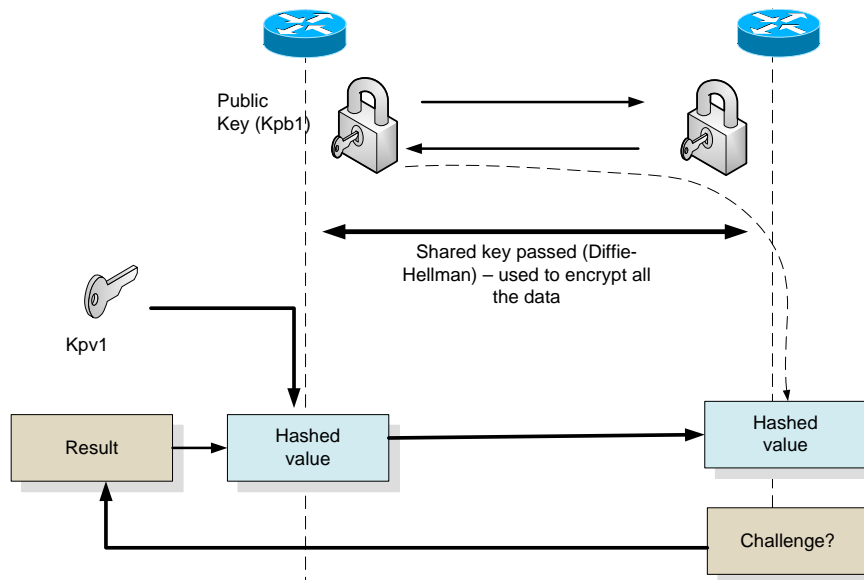 Public
Key (Kpb1)
Shared key passed (Diffie-
Hellman) – used to encrypt all
the data
Kpv1
Result
Hashed
value
Hashed
value
Challenge?